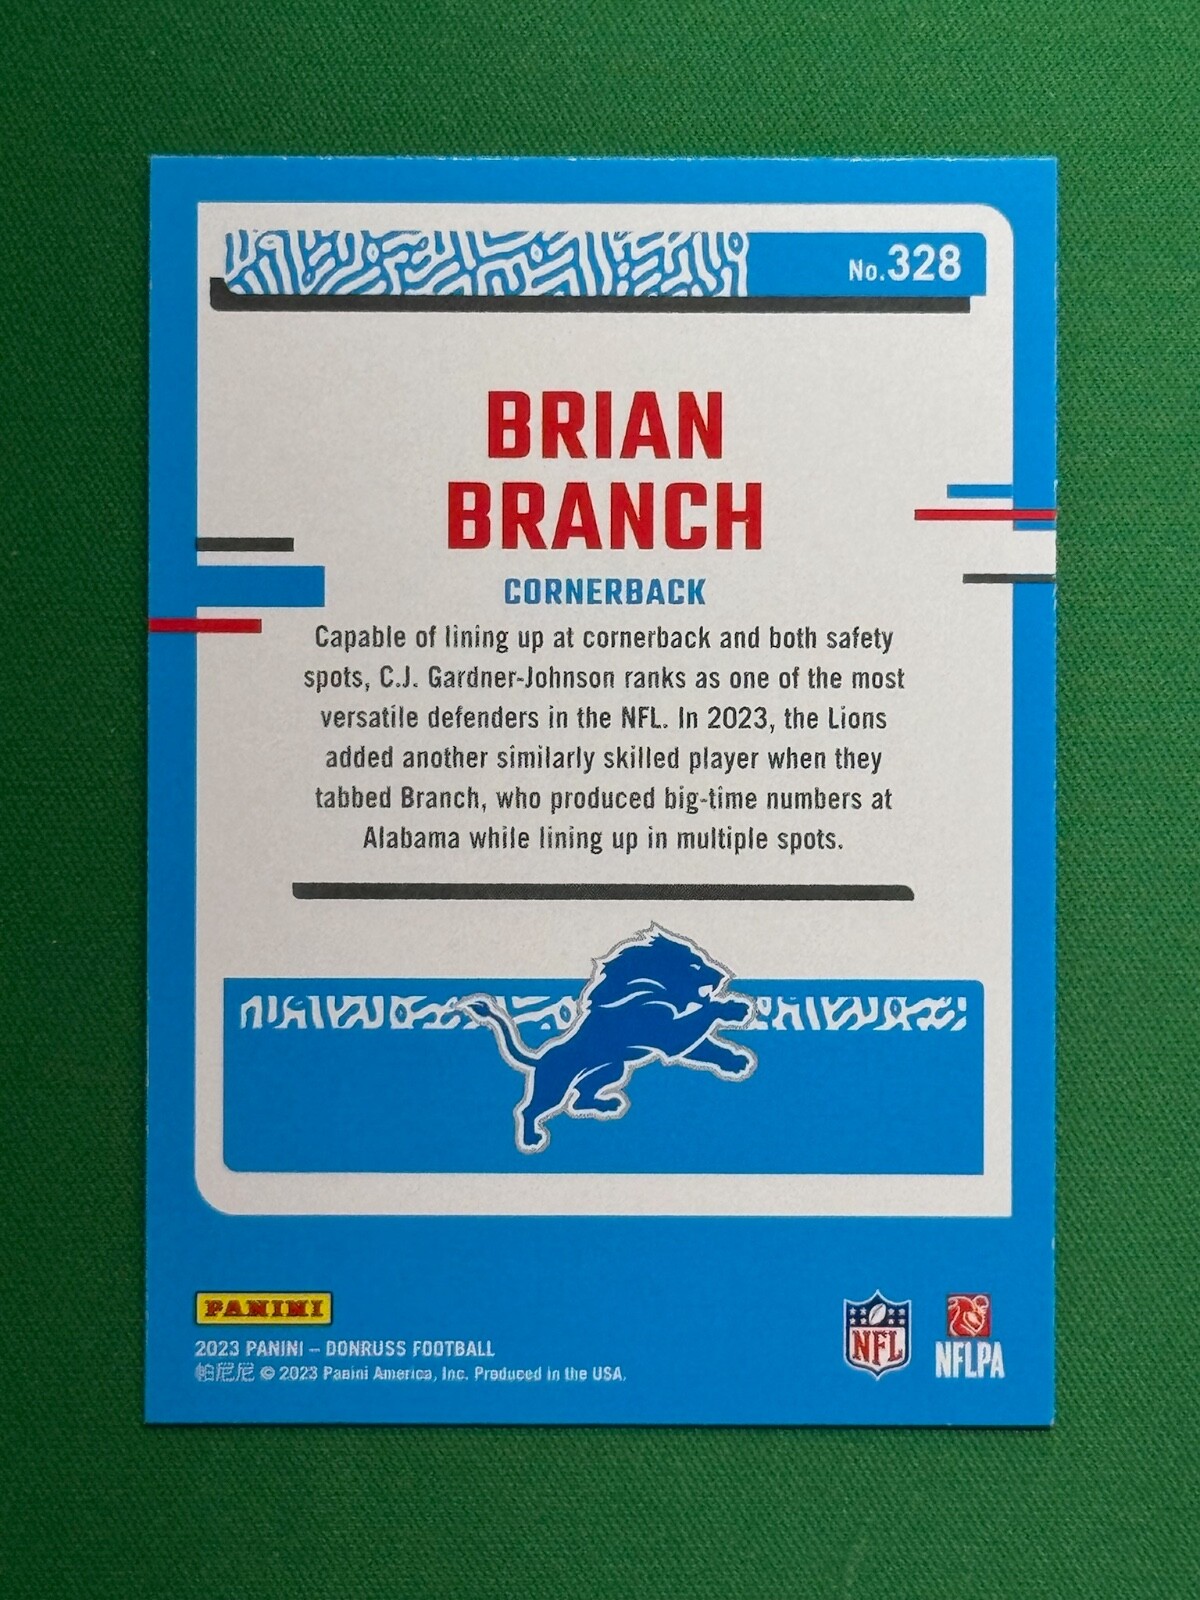 No.328
BRIAN
BRANCH
CORNERBACK
Capable of lining up at cornerback and both safety
spots, C.J. Gardner-Johnson ranks as one of the most
versatile defenders in the NFL. In 2023, the Lions
added another similarly skilled player when they
tabbed Branch, who produced big-time numbers at
Alabama while lining up in multiple spots.
PANINI
2023 PANINI – DONRUSS FOOTBALL
帕尼尼 © 2023 Panini America, Inc. Produced in the USA.
NFL
NFLPA